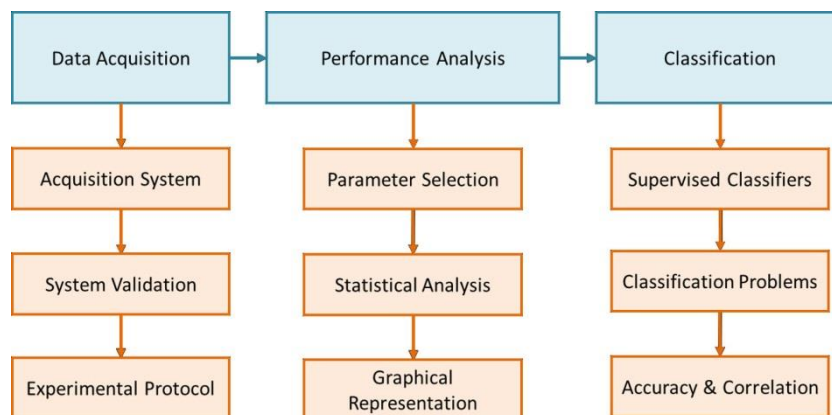 Data Acquisition
Performance Analysis
Classification
Acquisition System
Parameter Selection
Supervised Classifiers
System Validation
Statistical Analysis
Classification Problems
Experimental Protocol
Graphical
Representation
Accuracy & Correlation